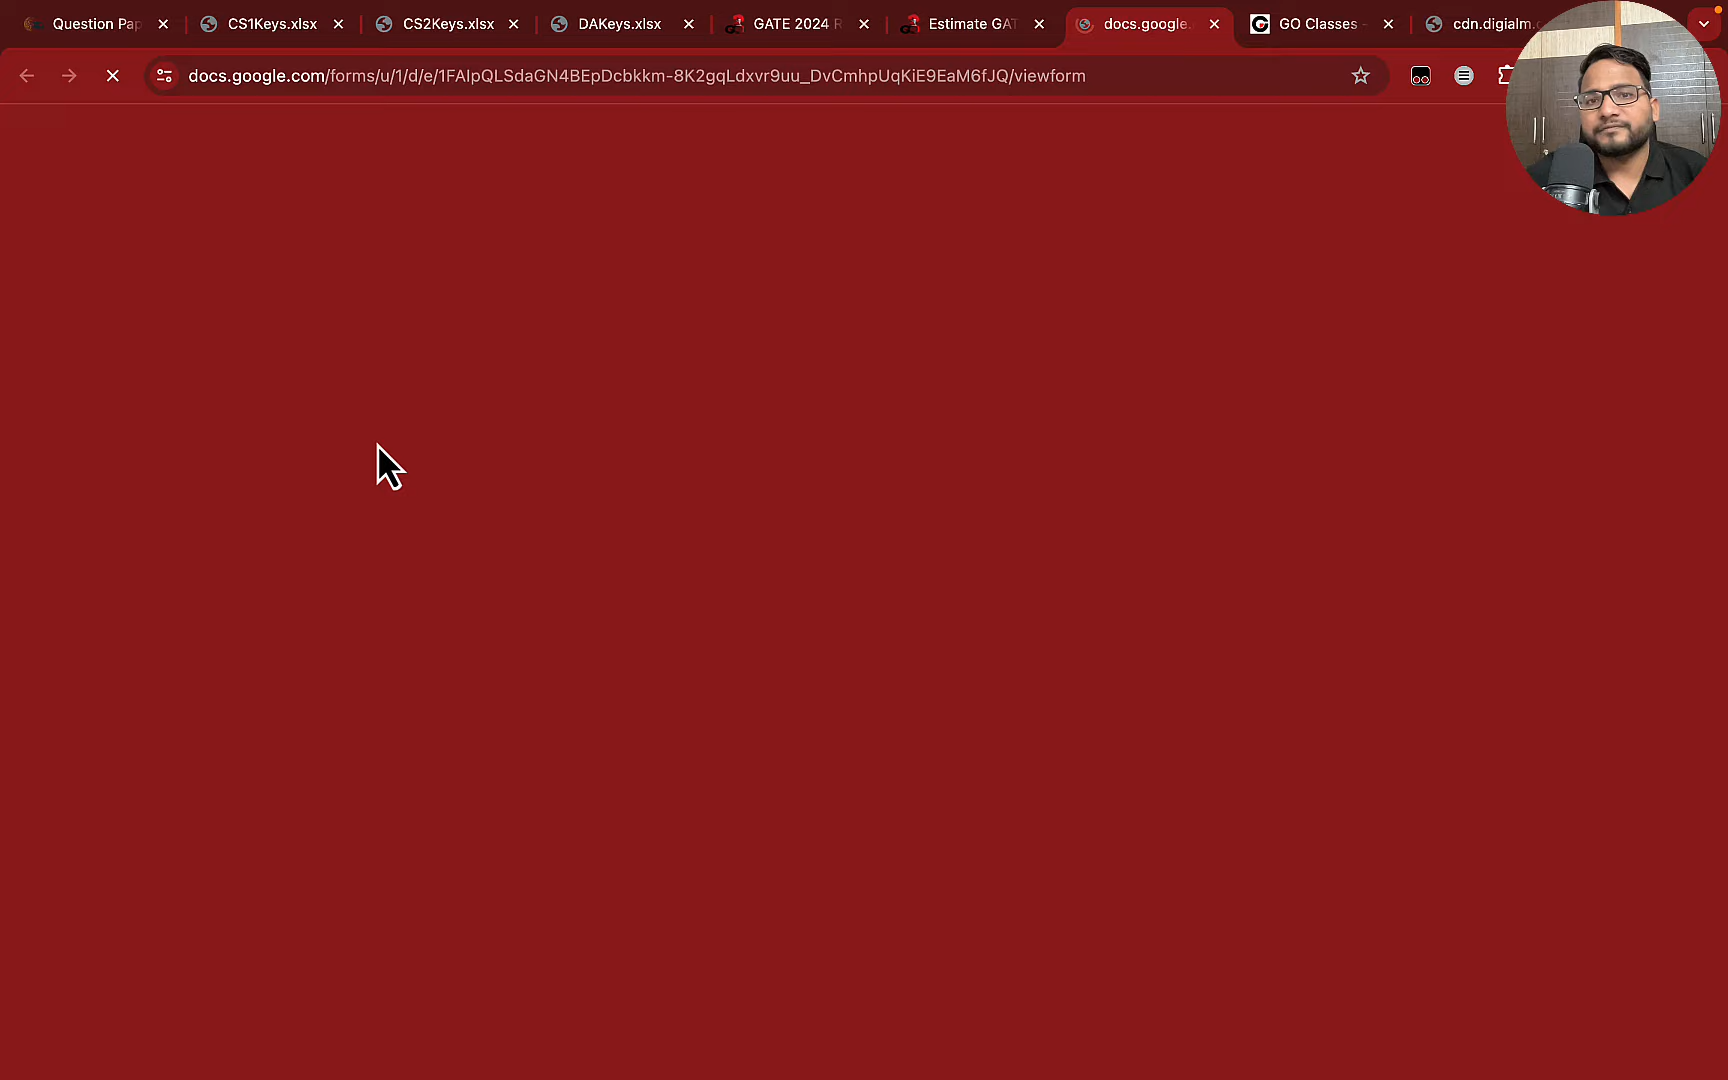 Question Pap
CS1Keys.xlsx
CS2Keys.xlsx
DAKeys.xlsx
GATE 2024 R
Estimate GAT
docs.google.
GO Classes -
cdn.digialm.c
docs.google.com/forms/u/1/d/e/1FAIpQLSdaGN4BEpDcbkkm-8K2gqLdxvr9uu_DvCmhpUqKiE9EaM6fJQ/viewform